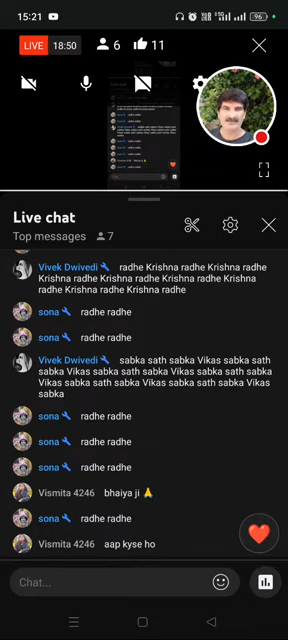 15:21
96
LIVE 18:50 6 11
Live chat
Top messages 7
Vivek Dwivedi radhe Krishna radhe Krishna radhe
Krishna radhe Krishna radhe Krishna radhe Krishna
radhe Krishna radhe Krishna
sona radhe radhe
sona radhe radhe
Vivek Dwivedi sabka sath sabka Vikas sabka sath
sabka Vikas sabka sath sabka Vikas sabka sath sabka
Vikas sabka sath sabka Vikas sabka sath sabka Vikas
sabka
sona radhe radhe
sona radhe radhe
sona radhe radhe
Vismita 4246 bhaiya ji 🙏
sona radhe radhe
Vismita 4246 aap kyse ho
Chat...